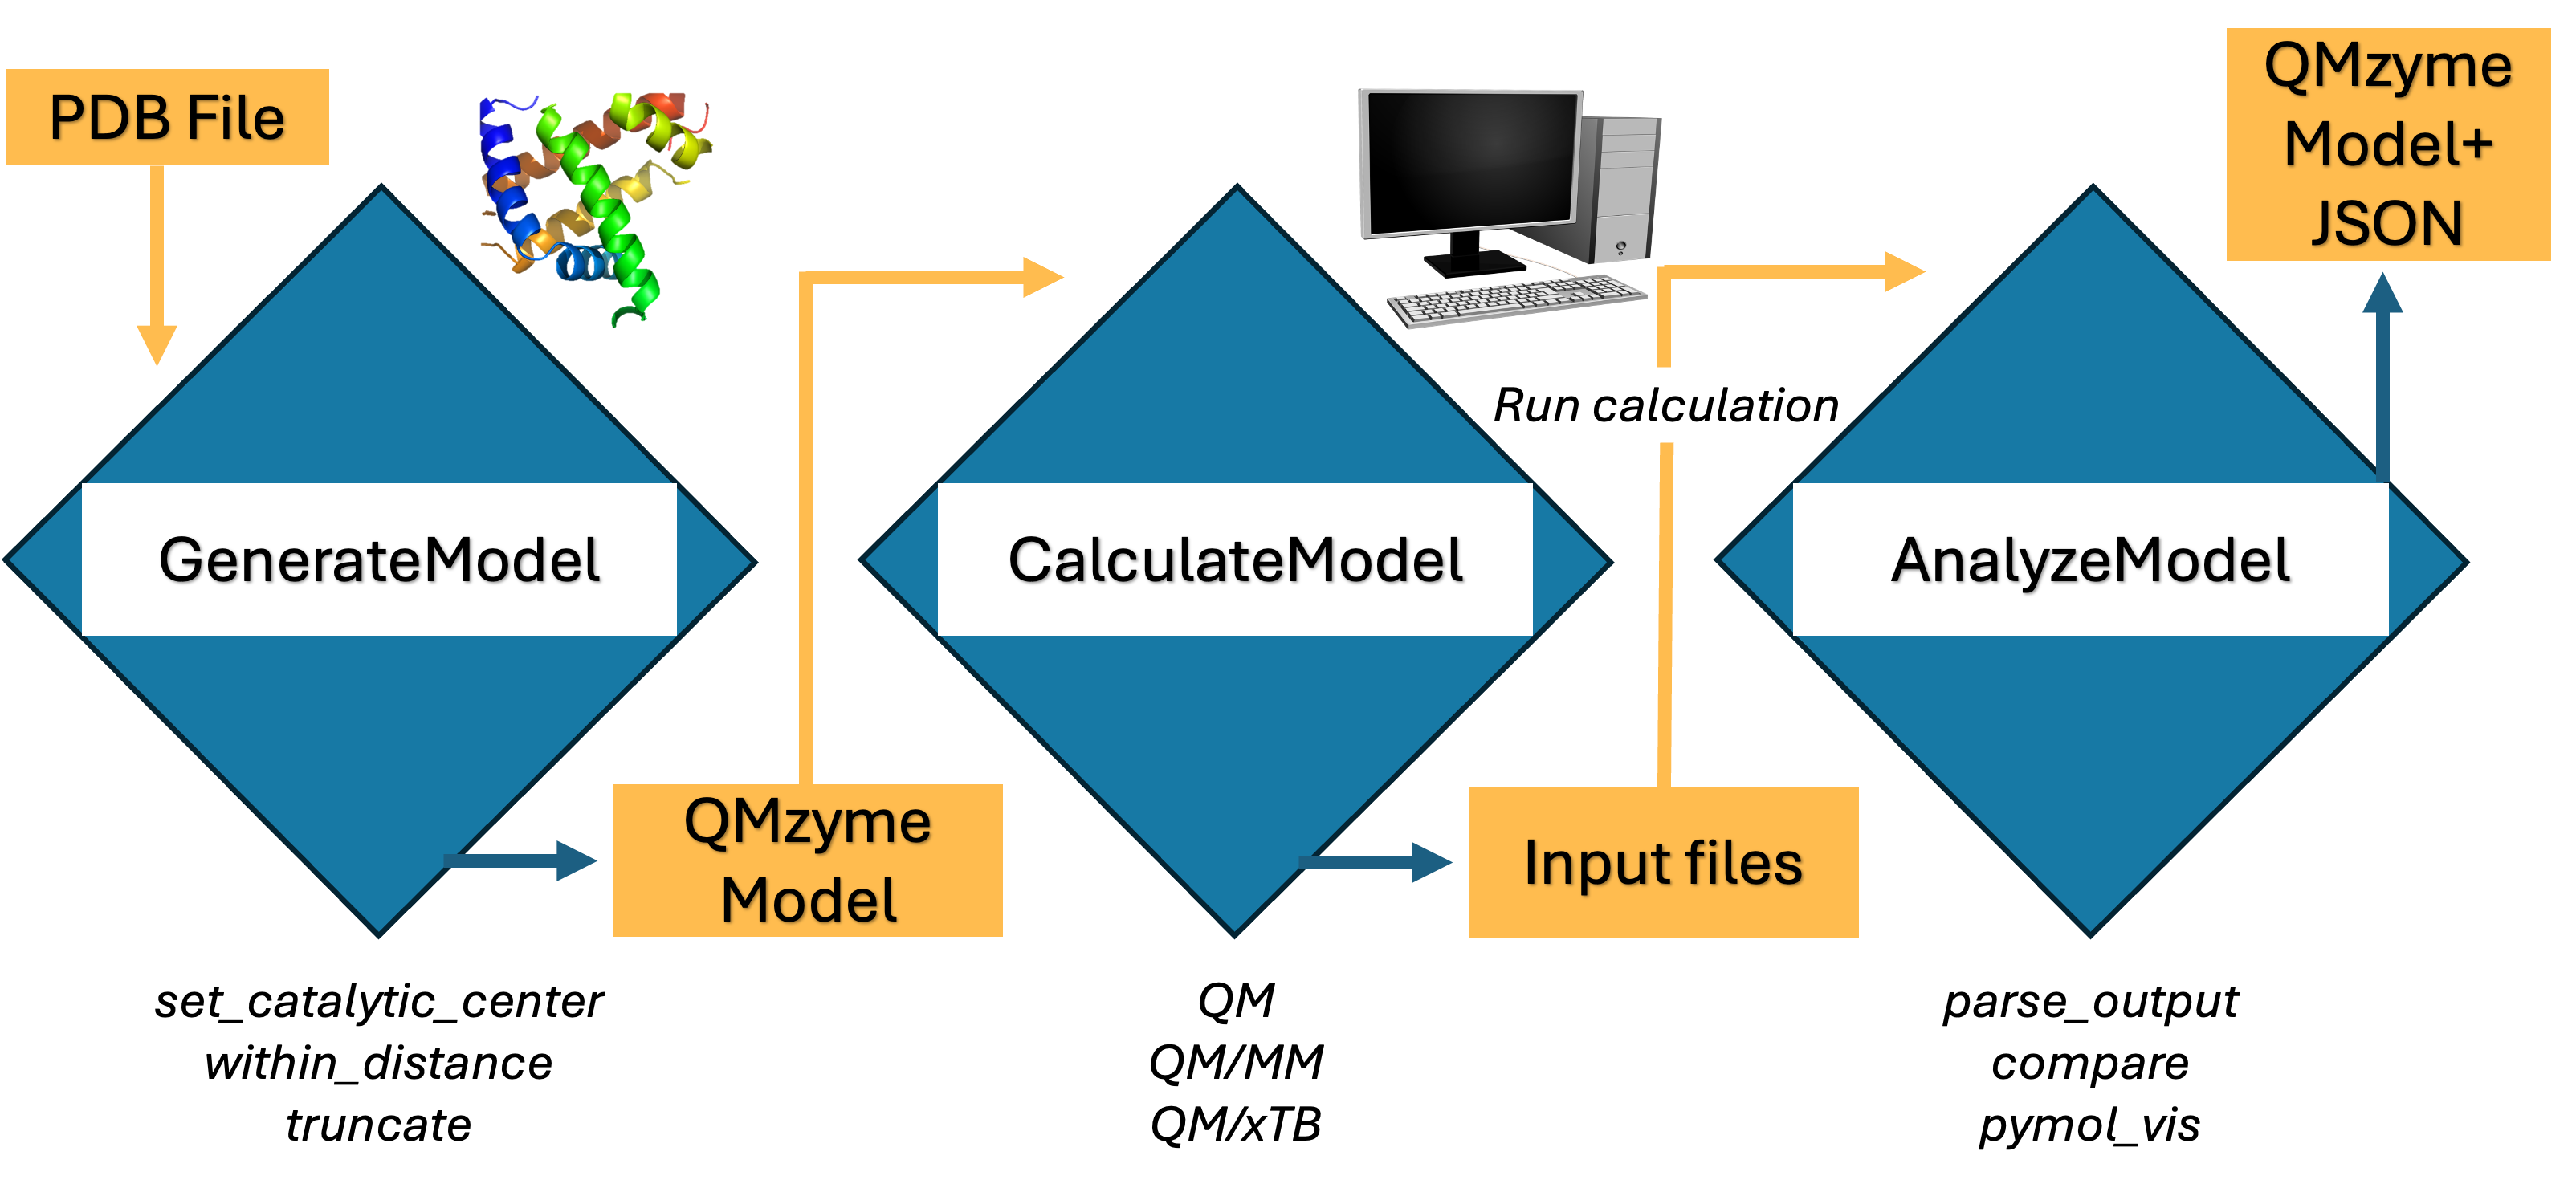 PDB File
GenerateModel
set_catalytic_center
within_distance
truncate
QMzyme
Model
CalculateModel
QM
QM/MM
QM/xTB
Input files
Run calculation
AnalyzeModel
parse_output
compare
pymol_vis
QMzyme
Model+
JSON